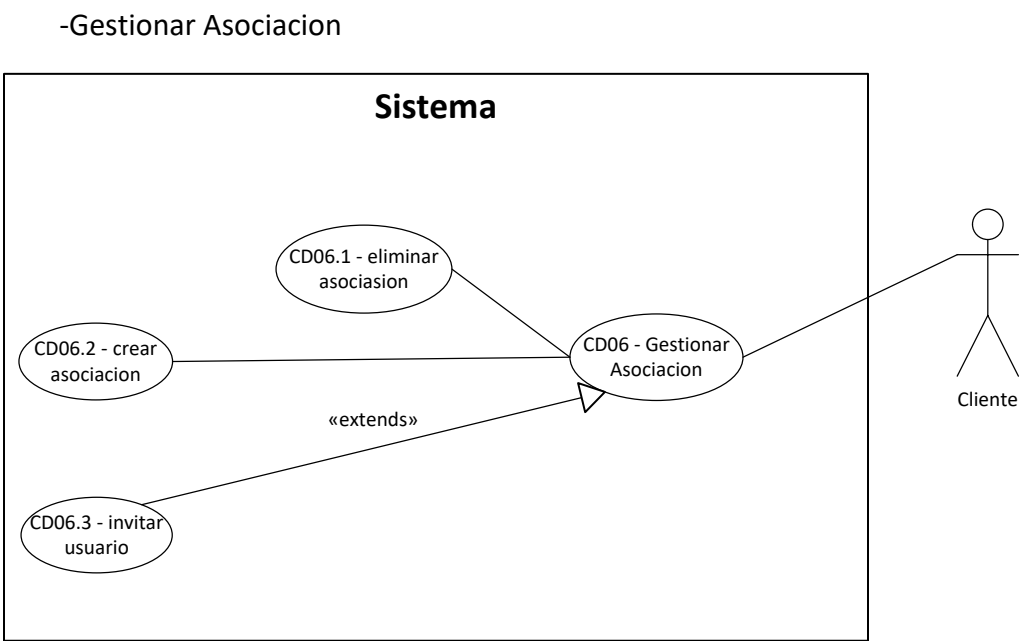 -Gestionar Asociacion
Sistema
CD06.1 - eliminar
asociasion
CD06.2 - crear
asociacion
CD06 - Gestionar
Asociacion
«extends»
CD06.3 - invitar
usuario
Cliente